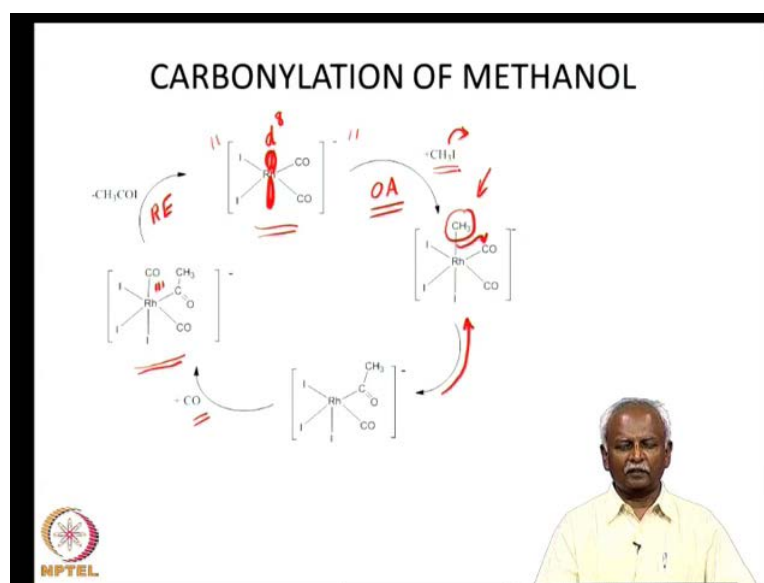 CARBONYLATION OF METHANOL
d8
" [ I I Rh CO CO ]- "
+CH3I
-CH3COI
RE
OA
[ CH3 I I Rh CO CO I ]-
[ CO CH3 I C Rh III O I CO I ]-
[ CH3 I C Rh O I CO I ]-
+ CO
NPTEL